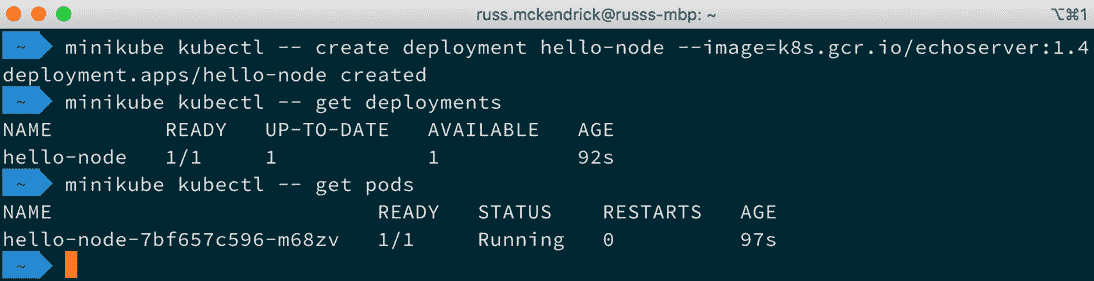 russ.mckendrick@russs-mbp: ~
⌥⌘1
~ minikube kubectl -- create deployment hello-node --image=k8s.gcr.io/echoserver:1.4
deployment.apps/hello-node created
~ minikube kubectl -- get deployments
NAME READY UP-TO-DATE AVAILABLE AGE
hello-node 1/1 1 1 92s
~ minikube kubectl -- get pods
NAME READY STATUS RESTARTS AGE
hello-node-7bf657c596-m68zv 1/1 Running 0 97s
~